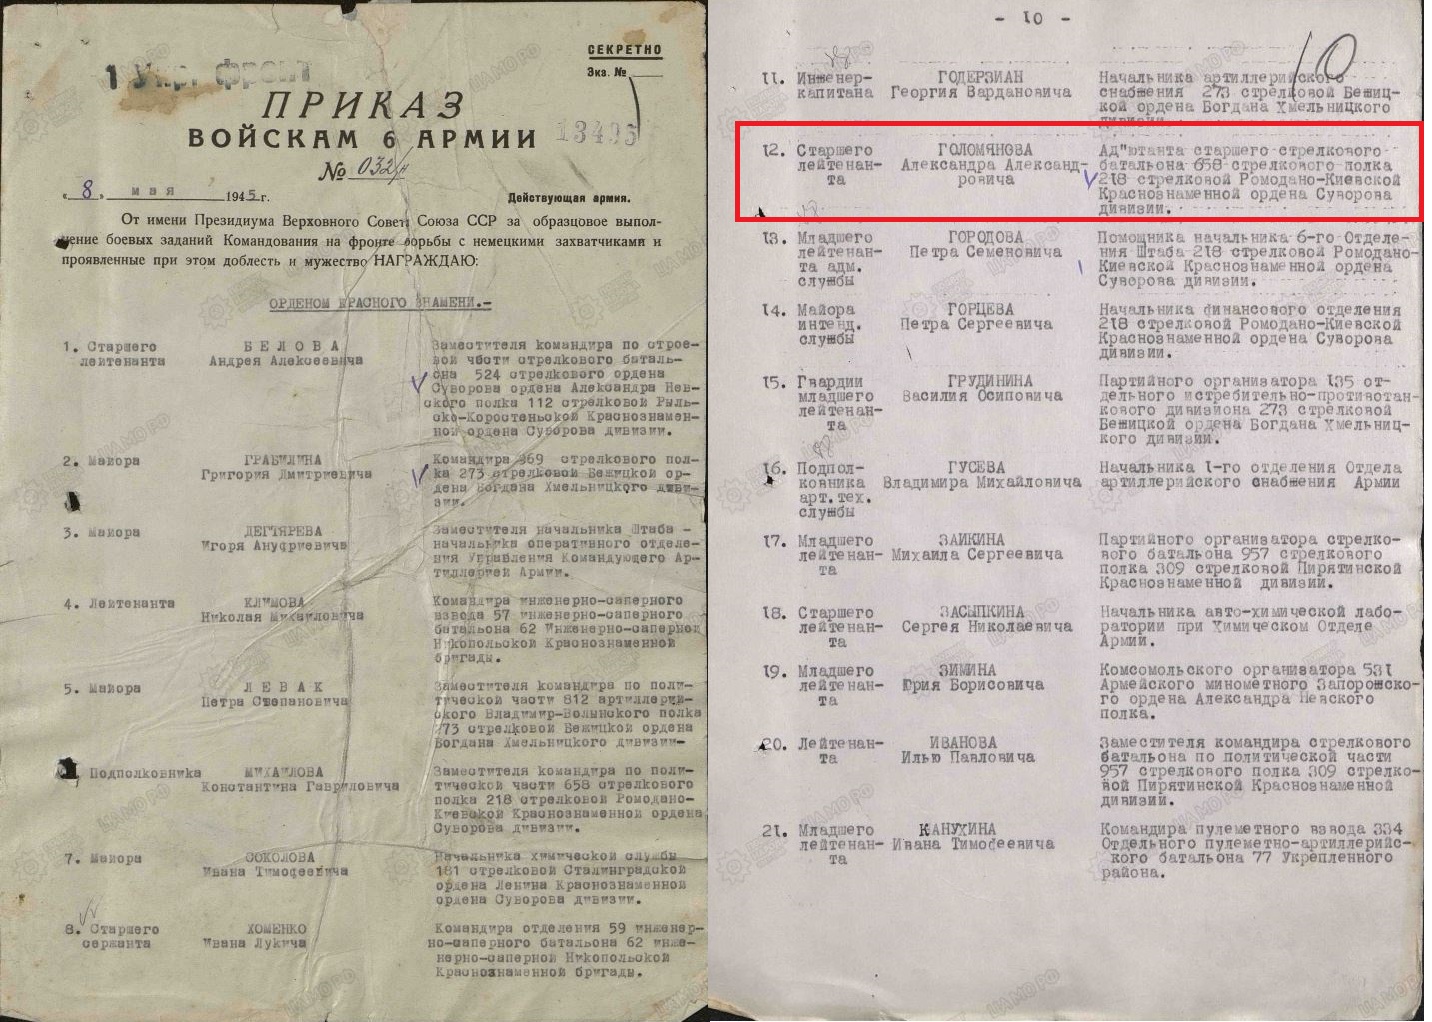 СЕКРЕТНО
Экз. №
1 Укр. фронт
ПРИКАЗ
ВОЙСКАМ 6 АРМИИ
13495
№ 032/н
«8» мая 1945 г.
Действующая армия.
От имени Президиума Верховного Совета Союза ССР за образцовое выпол-
нение боевых заданий Командования на фронте борьбы с немецкими захватчиками и
проявленные при этом доблесть и мужество НАГРАЖДАЮ:
ОРДЕНОМ КРАСНОГО ЗНАМЕНИ.-
1. Старшего БЕЛОВА Заместителя командира по строе-
лейтенанта Андрея Алексеевича вой части стрелкового баталь-
она 524 стрелкового ордена
Суворова ордена Александра Нев-
ского полка 112 стрелковой Рыль-
ско-Коростеньской Краснознамен-
ной ордена Суворова дивизии.
2. Майора ГРАБИЛИНА Командира 969 стрелкового пол-
Григория Дмитриевича ка 273 стрелковой Бежицкой ор-
дена Богдана Хмельницкого диви-
зии.
3. Майора ДЕГТЯРЕВА Заместителя начальника Штаба -
Игоря Ануфриевича начальника оперативного отделе-
ния Управления Командующего Ар-
тиллерией Армии.
4. Лейтенанта КЛИМОВА Командира инженерно-саперного
Николая Михайловича взвода 57 инженерно-саперного
батальона 62 Инженерно-саперной
Никопольской Краснознаменной
бригады.
5. Майора ЛЕВАК Заместителя командира по поли-
Петра Степановича тической части 812 артиллерий-
ского Владимир-Волынского полка
273 стрелковой Бежицкой ордена
Богдана Хмельницкого дивизии-
Подполковника МИХАЙЛОВА Заместителя командира по поли-
Константина Гавриловича тической части 658 стрелкового
полка 218 стрелковой Ромодано-
Киевской Краснознаменной ордена
Суворова дивизии.
7. Майора СОКОЛОВА Начальника химической службы
Ивана Тимофеевича 181 стрелковой Сталинградской
ордена Ленина Краснознаменной
ордена Суворова дивизии.
8. Старшего ХОМЕНКО Командира отделения 59 инженер-
сержанта Ивана Лукича но-саперного батальона 62 инже-
нерно-саперной Никопольской
Краснознаменной бригады.
- 10 -
10
11. Инженер- ГОДЕРЗИАН Начальника артиллерийского
капитана Георгия Вардановича снабжения 273 стрелковой Бежиц-
кой ордена Богдана Хмельницкого
дивизии.
12. Старшего ГОЛОМЯНОВА Ад"ютанта старшего стрелкового
лейтенан- Александра Александ- батальона 658 стрелкового полка
та ровича 218 стрелковой Ромодано-Киевской
Краснознаменной ордена Суворова
дивизии.
13. Младшего ГОРОДОВА Помощника начальника 6-го Отделе-
лейтенан- Петра Семеновича ния Штаба 218 стрелковой Ромодано-
та адм. Киевской Краснознаменной ордена
службы Суворова дивизии.
14. Майора ГОРЦЕВА Начальника финансового отделения
интенд. Петра Сергеевича 218 стрелковой Ромодано-Киевской
службы Краснознаменной ордена Суворова
дивизии.
15. Гвардии ГРУДИНИНА Партийного организатора 135 от-
младшего Василия Осиповича дельного истребительно-противотан-
лейтенан- кового дивизиона 273 стрелковой
та Бежицкой ордена Богдана Хмельниц-
кого дивизии.
16. Подпол- ГУСЕВА Начальника 1-го отделения Отдела
ковника Владимира Михайловича артиллерийского снабжения Армии
арт.тех.
службы
17. Младшего ЗАИКИНА Партийного организатора стрелко-
лейтенан- Михаила Сергеевича вого батальона 957 стрелкового
та полка 309 стрелковой Пирятинской
Краснознаменной дивизии.
18. Старшего ЗАСЫПКИНА Начальника авто-химической лабо-
лейтенан- Сергея Николаевича ратории при Химическом Отделе
та Армии.
19. Младшего ЗИМИНА Комсомольского организатора 531
лейтенан- Юрия Борисовича Армейского минометного Запорожско-
та го ордена Александра Невского
полка.
20. Лейтенан- ИВАНОВА Заместителя командира стрелкового
та Илью Павловича батальона по политической части
957 стрелкового полка 309 стрелко-
вой Пирятинской Краснознаменной
дивизии.
21. Младшего КАНУХИНА Командира пулеметного взвода 334
лейтенан- Ивана Тимофеевича Отдельного пулеметно-артиллерийс-
та кого батальона 77 Укрепленного
района.